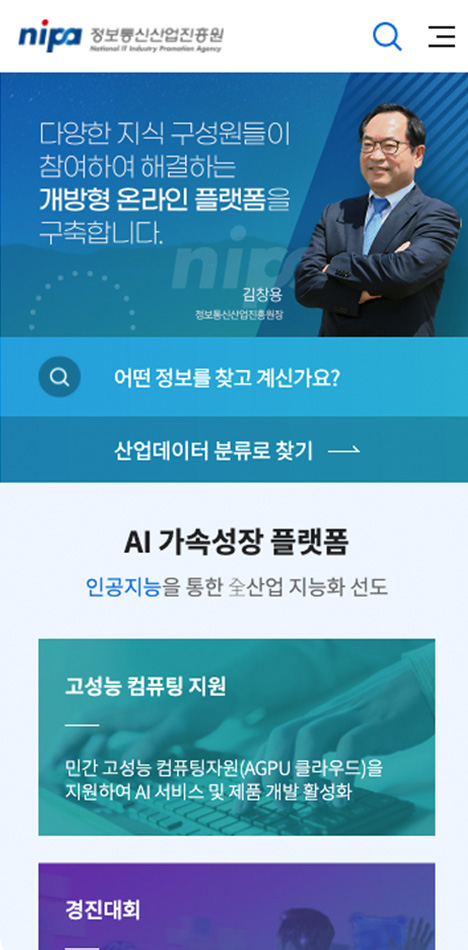 nipa 정보통신산업진흥원
National IT Industry Promotion Agency
다양한 지식 구성원들이
참여하여 해결하는
개방형 온라인 플랫폼을
구축합니다.
nipa
김창용
정보통신산업진흥원장
어떤 정보를 찾고 계신가요?
산업데이터 분류로 찾기
AI 가속성장 플랫폼
인공지능을 통한 全산업 지능화 선도
고성능 컴퓨팅 지원
민간 고성능 컴퓨팅자원(AGPU 클라우드)을
지원하여 AI 서비스 및 제품 개발 활성화
경진대회